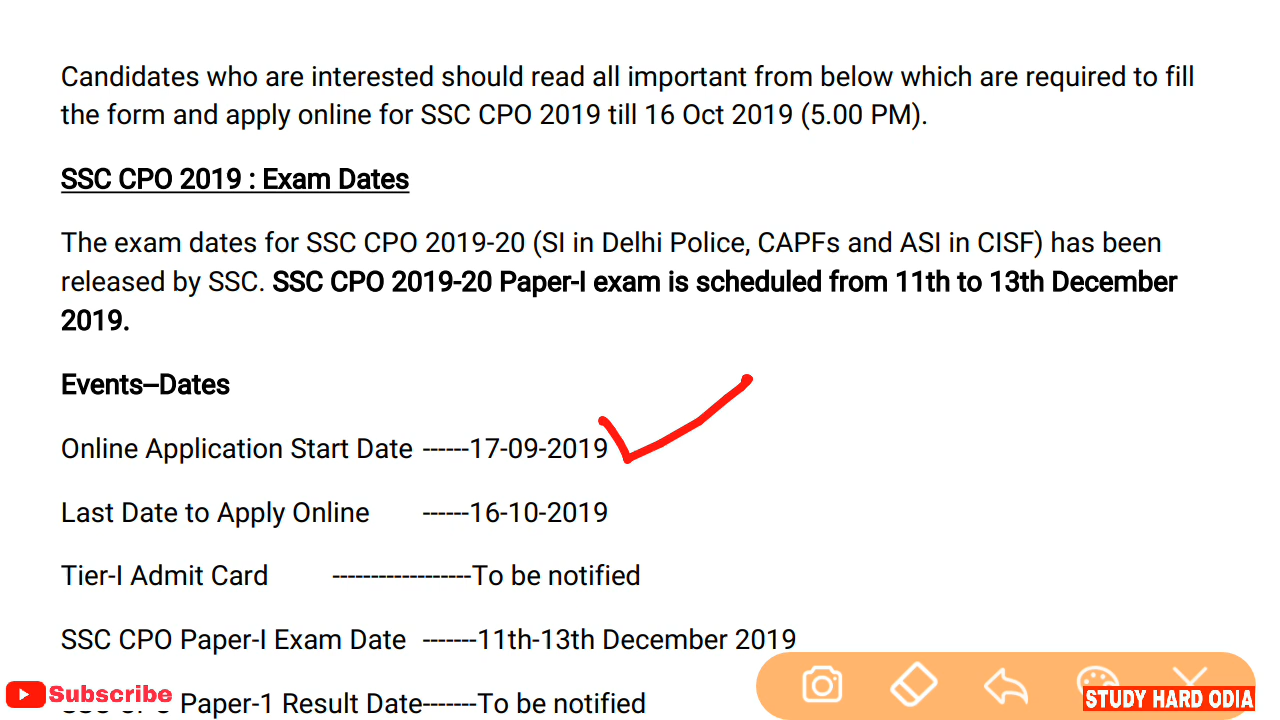 Candidates who are interested should read all important from below which are required to fill
the form and apply online for SSC CPO 2019 till 16 Oct 2019 (5.00 PM).
SSC CPO 2019 : Exam Dates
The exam dates for SSC CPO 2019-20 (SI in Delhi Police, CAPFs and ASI in CISF) has been
released by SSC. SSC CPO 2019-20 Paper-I exam is scheduled from 11th to 13th December
2019.
Events–Dates
Online Application Start Date ------17-09-2019
Last Date to Apply Online ------16-10-2019
Tier-I Admit Card ------------------To be notified
SSC CPO Paper-I Exam Date -------11th-13th December 2019
Paper-1 Result Date-------To be notified
Subscribe
STUDY HARD ODIA